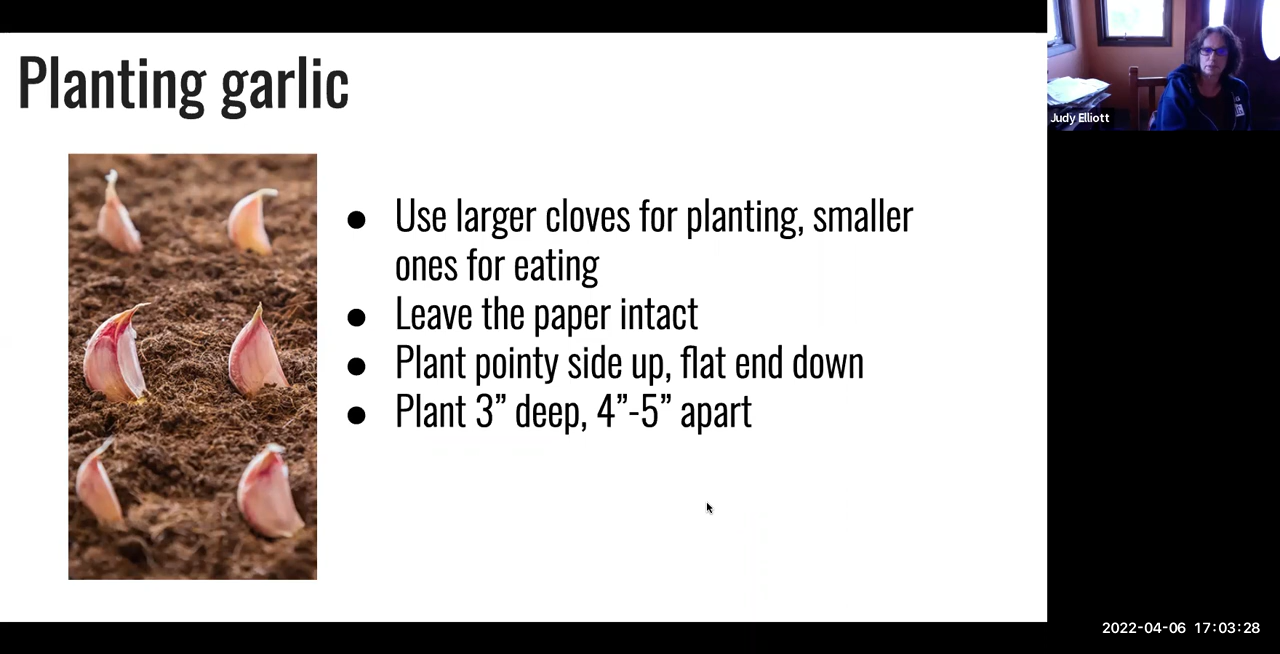 Planting garlic
● Use larger cloves for planting, smaller
ones for eating
● Leave the paper intact
● Plant pointy side up, flat end down
● Plant 3” deep, 4”-5” apart
Judy Elliott
2022-04-06 17:03:28